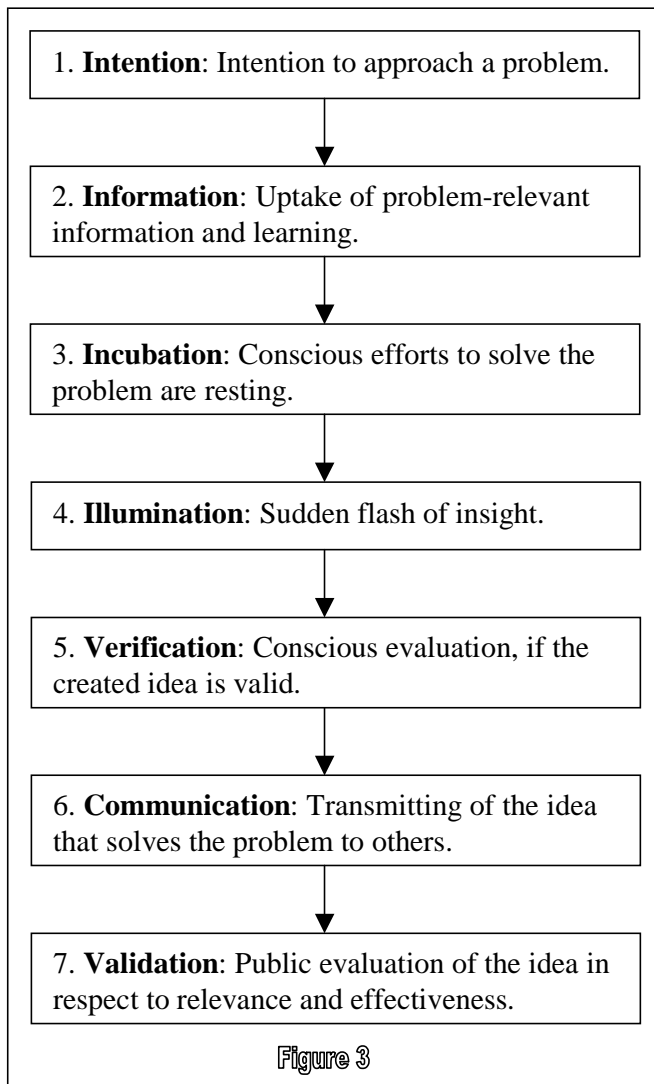 1. Intention: Intention to approach a problem.
2. Information: Uptake of problem-relevant
information and learning.
3. Incubation: Conscious efforts to solve the
problem are resting.
4. Illumination: Sudden flash of insight.
5. Verification: Conscious evaluation, if the
created idea is valid.
6. Communication: Transmitting of the idea
that solves the problem to others.
7. Validation: Public evaluation of the idea in
respect to relevance and effectiveness.
Figure 3